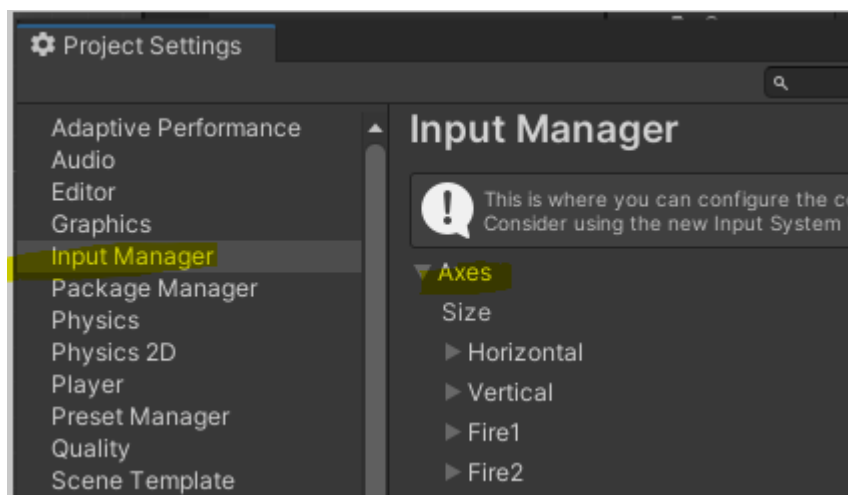 Project Settings
Adaptive Performance
Audio
Editor
Graphics
Input Manager
Package Manager
Physics
Physics 2D
Player
Preset Manager
Quality
Scene Template
Input Manager
This is where you can configure the
Consider using the new Input System
Axes
Size
Horizontal
Vertical
Fire1
Fire2